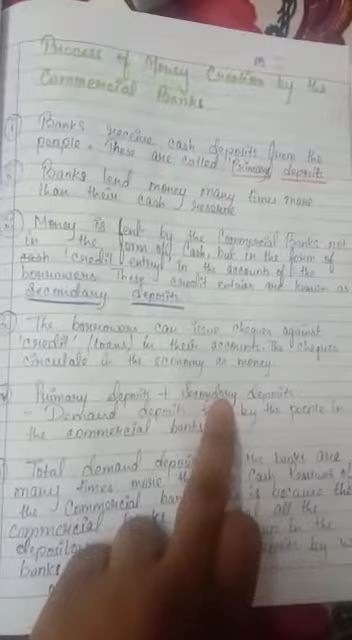 Process of Money Creation by the
Commercial Banks
① Banks receive cash deposits from the
people. These are called 'Primary' deposits
Banks lend money many times more
than their cash reserve
Money is lent by the Commercial Banks not
in the form of cash but in the form of
cash 'credit' entry in the accounts of the
borrowers. These credit entries are known as
Secondary deposits
③ The borrowers can issue cheques against
'credit' (loans) in their accounts. The cheques
circulate in the economy as money.
Primary deposits + Secondary deposits
- Demand deposit by the people in
the commercial banks
Total demand the banks are
many times more cash reserves of
the Commercial is because the
commercial all the
in the
by
banks